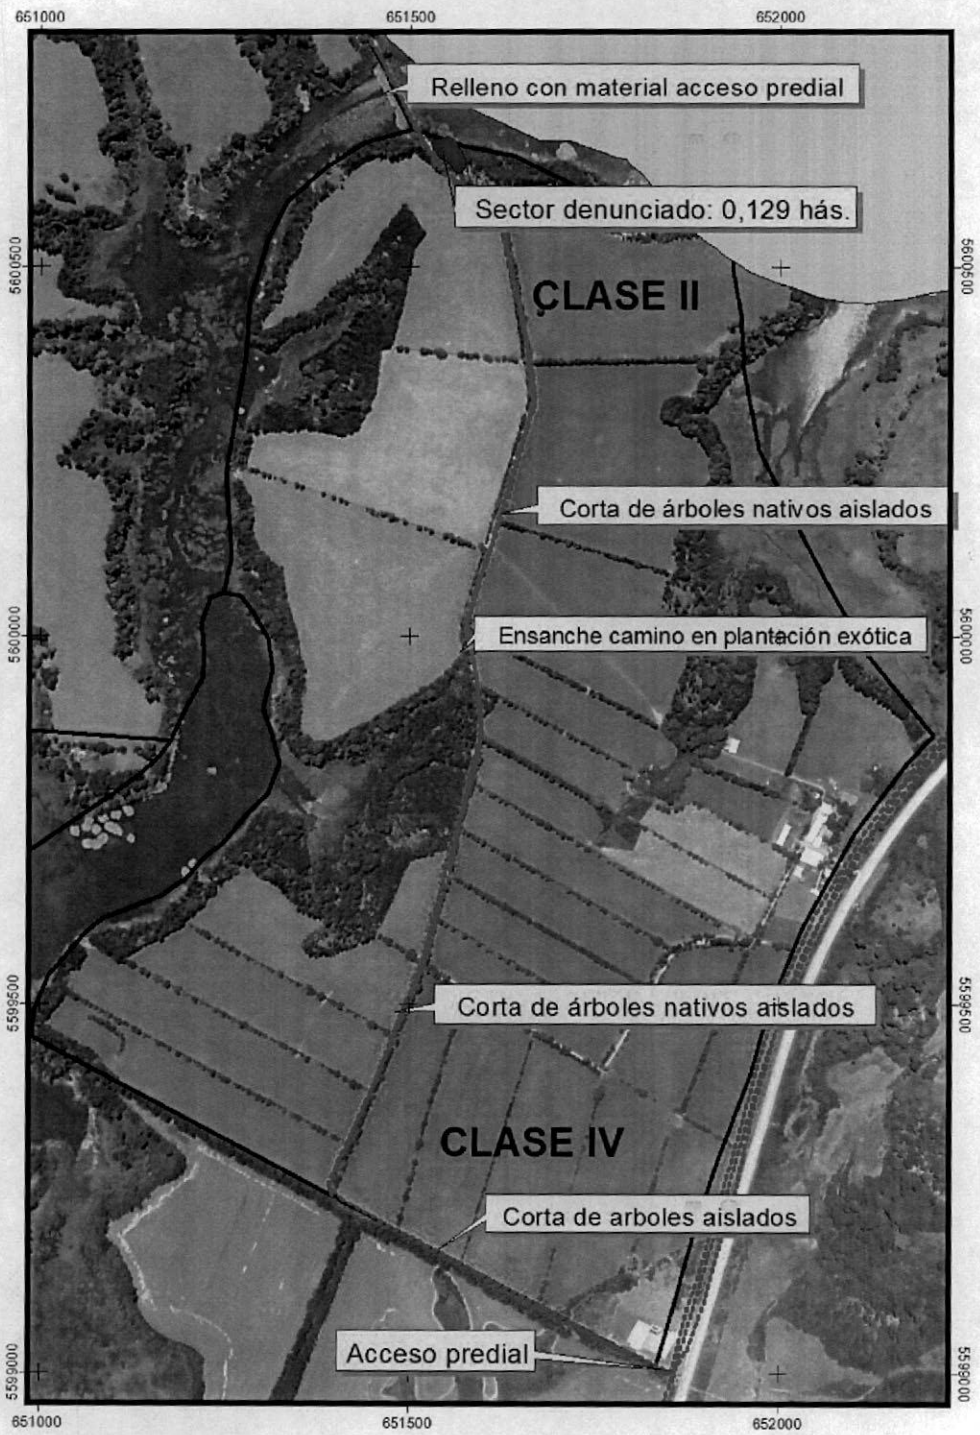 651000
651500
652000
Relleno con material acceso predial
Sector denunciado: 0,129 hás.
5600500
5600500
CLASE II
Corta de árboles nativos aislados
5600000
5600000
Ensanche camino en plantación exótica
5599500
5599500
Corta de árboles nativos aislados
CLASE IV
Corta de arboles aislados
Acceso predial
5599000
5599000
651000
651500
652000